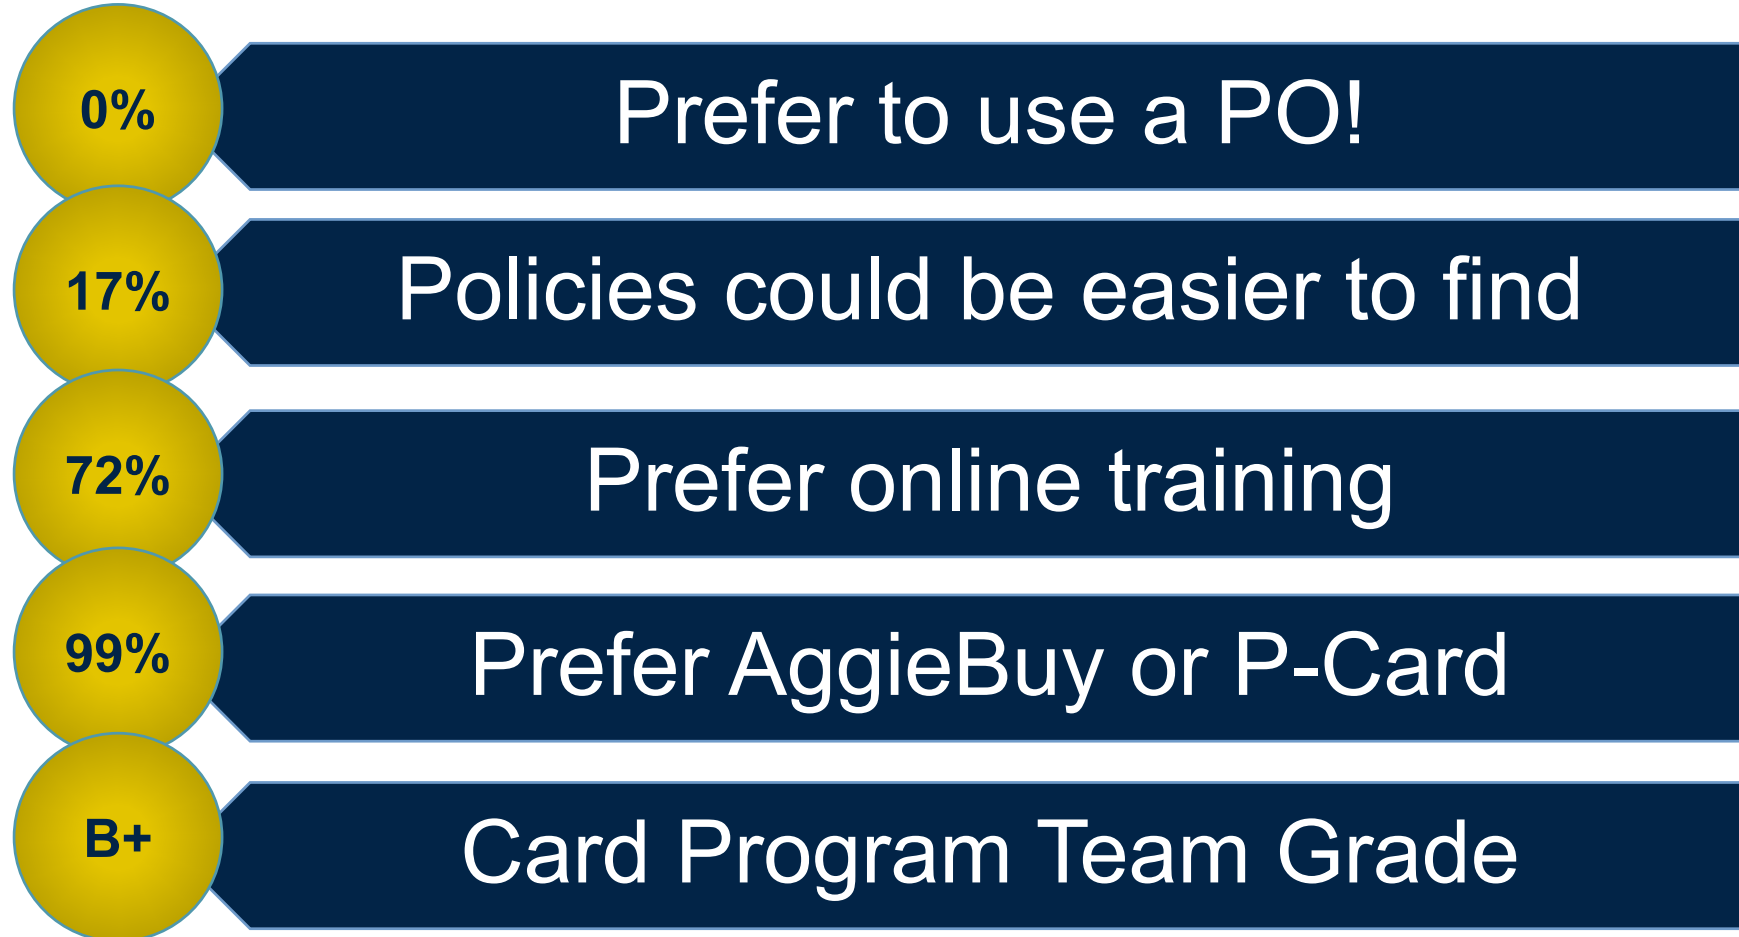 0%
Prefer to use a PO!
17%
Policies could be easier to find
72%
Prefer online training
99%
Prefer AggieBuy or P-Card
B+
Card Program Team Grade